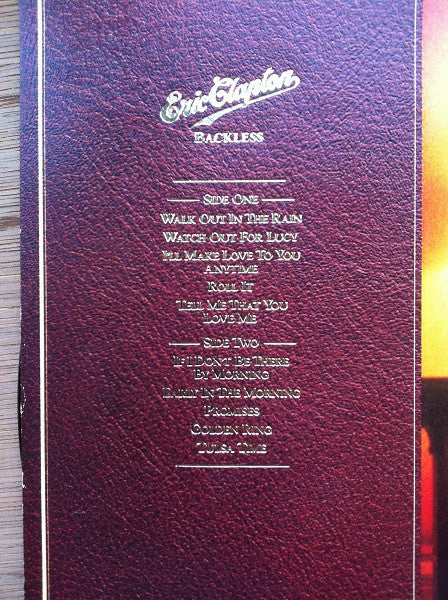 Eric Clapton
BACKLESS
SIDE ONE
WALK OUT IN THE RAIN
WATCH OUT FOR LUCY
I'LL MAKE LOVE TO YOU
ANYTIME
ROLL IT
TELL ME THAT YOU
LOVE ME
SIDE TWO
IF I DON'T BE THERE
BY MORNING
EARLY IN THE MORNING
PROMISES
GOLDEN RING
TULSA TIME